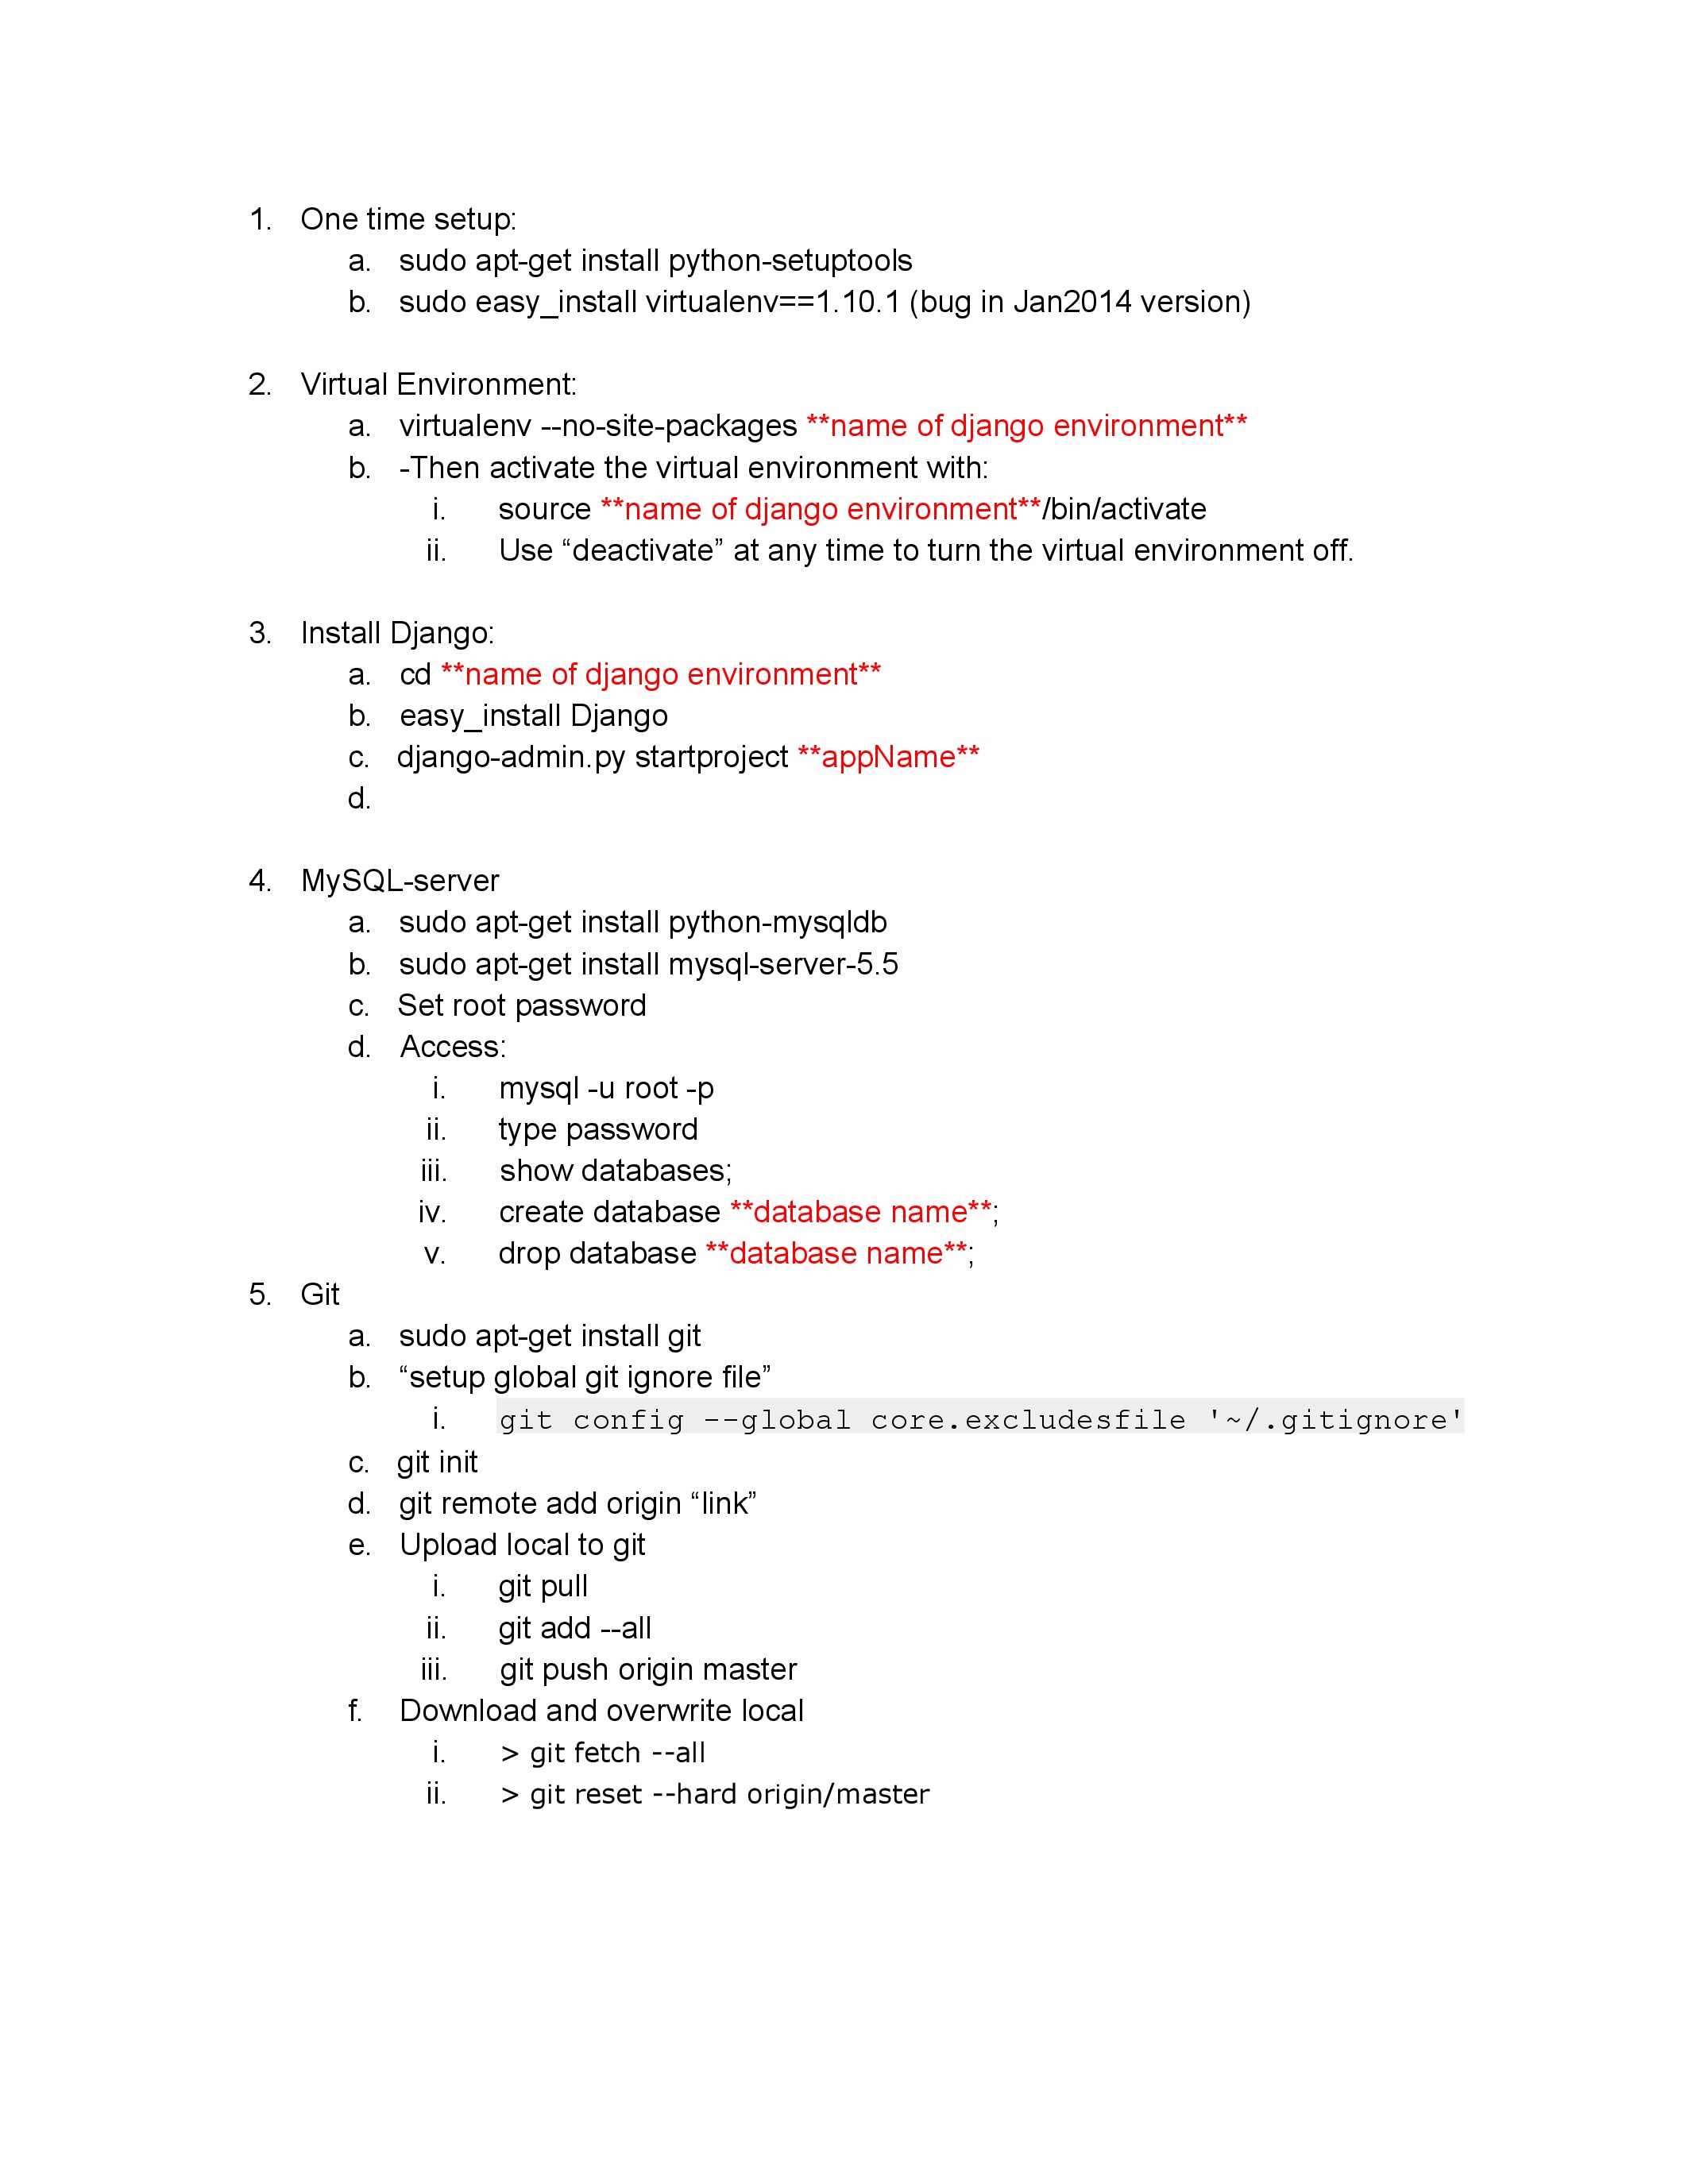 1. One time setup:
a. sudo apt-get install python-setuptools
b. sudo easy_install virtualenv==1.10.1 (bug in Jan2014 version)
2. Virtual Environment:
a. virtualenv --no-site-packages **name of django environment**
b. -Then activate the virtual environment with:
i. source **name of django environment**/bin/activate
ii. Use “deactivate” at any time to turn the virtual environment off.
3. Install Django:
a. cd **name of django environment**
b. easy_install Django
c. django-admin.py startproject **appName**
d.
4. MySQL-server
a. sudo apt-get install python-mysqldb
b. sudo apt-get install mysql-server-5.5
c. Set root password
d. Access:
i. mysql -u root -p
ii. type password
iii. show databases;
iv. create database **database name**;
v. drop database **database name**;
5. Git
a. sudo apt-get install git
b. “setup global git ignore file”
i. git config --global core.excludesfile '~/.gitignore'
c. git init
d. git remote add origin “link”
e. Upload local to git
i. git pull
ii. git add --all
iii. git push origin master
f. Download and overwrite local
i. > git fetch --all
ii. > git reset --hard origin/master